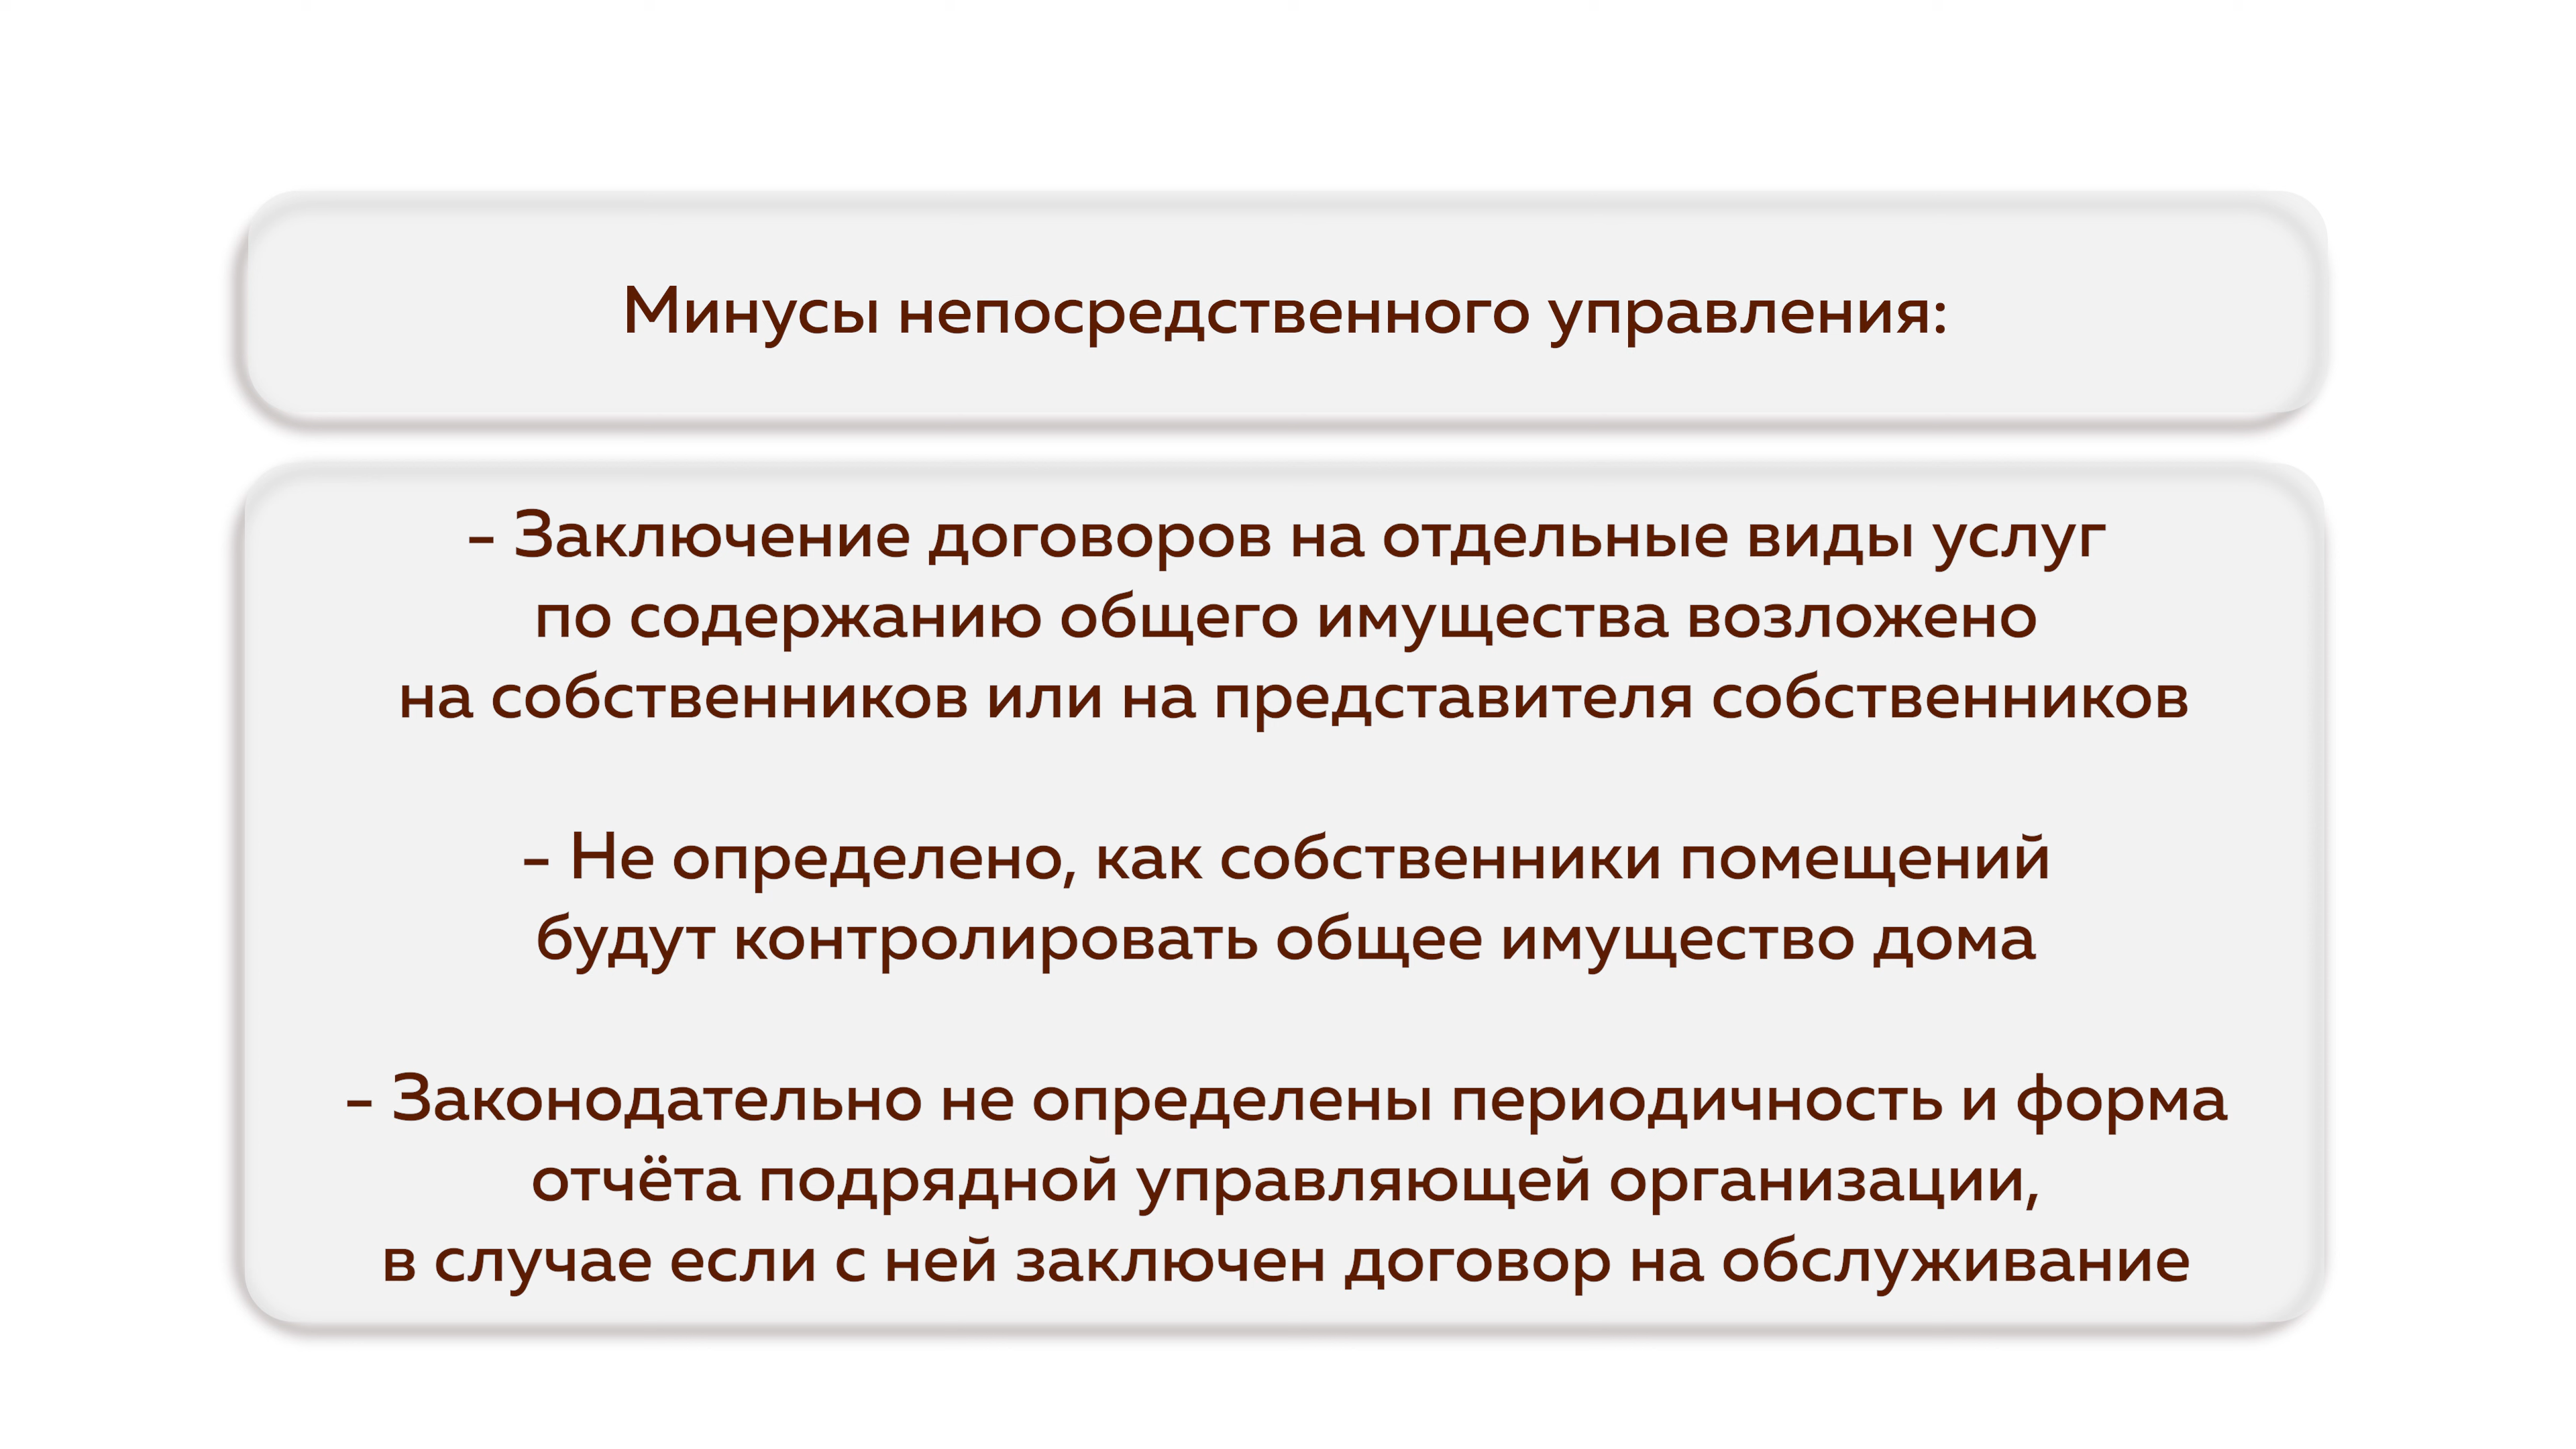 Минусы непосредственного управления:
- Заключение договоров на отдельные виды услуг
по содержанию общего имущества возложено
на собственников или на представителя собственников
- Не определено, как собственники помещений
будут контролировать общее имущество дома
- Законодательно не определены периодичность и форма
отчёта подрядной управляющей организации,
в случае если с ней заключен договор на обслуживание